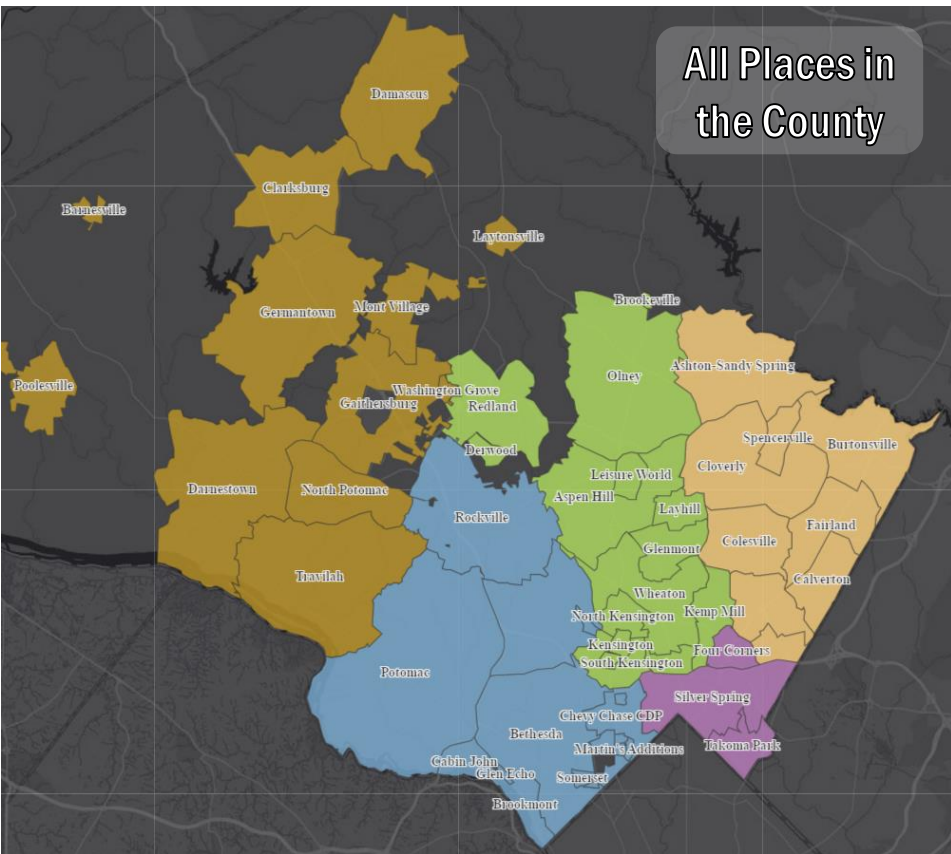 All Places in
the County
Damascus
Clarksburg
Barnesville
Laytonsville
Germantown
Mont Village
Brookeville
Poolesville
Olney
Ashton-Sandy Spring
Washington Grove
Gaithersburg
Redland
Spencerville
Burtonsville
Derwood
Cloverly
Leisure World
Darnestown
North Potomac
Aspen Hill
Layhill
Rockville
Fairland
Colesville
Glenmont
Travilah
Calverton
Wheaton
Kemp Mill
North Kensington
Kensington
Four Corners
South Kensington
Potomac
Silver Spring
Chevy Chase CDP
Bethesda
Martin's Additions
Takoma Park
Cabin John
Glen Echo
Somerset
Brookmont